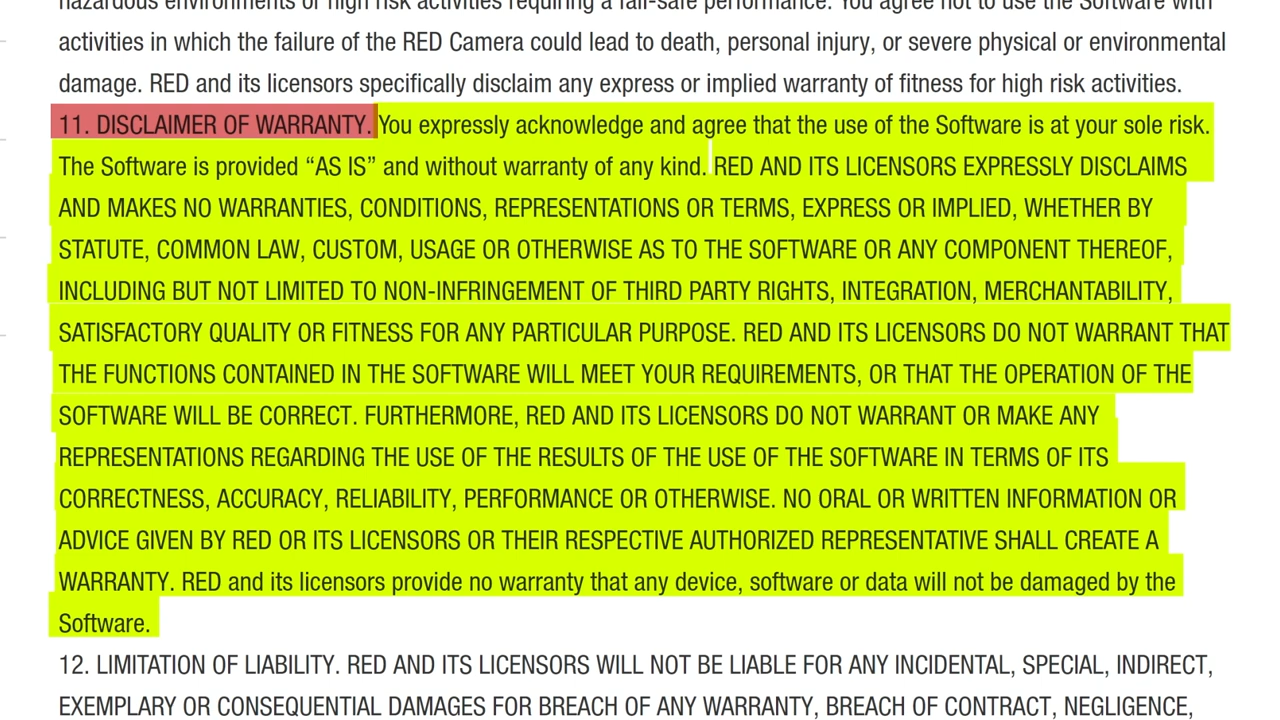 hazardous environments or high risk activities requiring a fail-safe performance. You agree not to use the Software with
activities in which the failure of the RED Camera could lead to death, personal injury, or severe physical or environmental
damage. RED and its licensors specifically disclaim any express or implied warranty of fitness for high risk activities.
11. DISCLAIMER OF WARRANTY. You expressly acknowledge and agree that the use of the Software is at your sole risk.
The Software is provided “AS IS” and without warranty of any kind. RED AND ITS LICENSORS EXPRESSLY DISCLAIMS
AND MAKES NO WARRANTIES, CONDITIONS, REPRESENTATIONS OR TERMS, EXPRESS OR IMPLIED, WHETHER BY
STATUTE, COMMON LAW, CUSTOM, USAGE OR OTHERWISE AS TO THE SOFTWARE OR ANY COMPONENT THEREOF,
INCLUDING BUT NOT LIMITED TO NON-INFRINGEMENT OF THIRD PARTY RIGHTS, INTEGRATION, MERCHANTABILITY,
SATISFACTORY QUALITY OR FITNESS FOR ANY PARTICULAR PURPOSE. RED AND ITS LICENSORS DO NOT WARRANT THAT
THE FUNCTIONS CONTAINED IN THE SOFTWARE WILL MEET YOUR REQUIREMENTS, OR THAT THE OPERATION OF THE
SOFTWARE WILL BE CORRECT. FURTHERMORE, RED AND ITS LICENSORS DO NOT WARRANT OR MAKE ANY
REPRESENTATIONS REGARDING THE USE OF THE RESULTS OF THE USE OF THE SOFTWARE IN TERMS OF ITS
CORRECTNESS, ACCURACY, RELIABILITY, PERFORMANCE OR OTHERWISE. NO ORAL OR WRITTEN INFORMATION OR
ADVICE GIVEN BY RED OR ITS LICENSORS OR THEIR RESPECTIVE AUTHORIZED REPRESENTATIVE SHALL CREATE A
WARRANTY. RED and its licensors provide no warranty that any device, software or data will not be damaged by the
Software.
12. LIMITATION OF LIABILITY. RED AND ITS LICENSORS WILL NOT BE LIABLE FOR ANY INCIDENTAL, SPECIAL, INDIRECT,
EXEMPLARY OR CONSEQUENTIAL DAMAGES FOR BREACH OF ANY WARRANTY, BREACH OF CONTRACT, NEGLIGENCE,